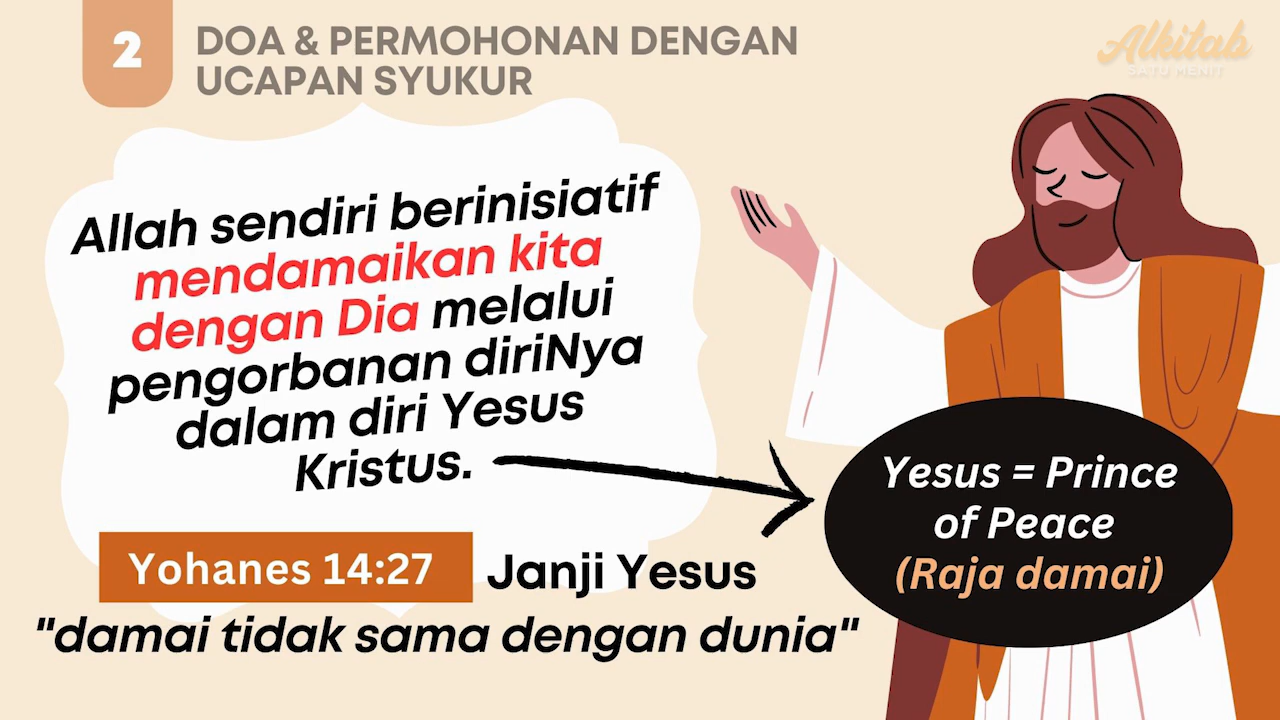 2
DOA & PERMOHONAN DENGAN
UCAPAN SYUKUR
Alkitab
SATU MENIT
Allah sendiri berinisiatif
mendamaikan kita
dengan Dia melalui
pengorbanan diriNya
dalam diri Yesus
Kristus.
Yesus = Prince
of Peace
(Raja damai)
Yohanes 14:27
Janji Yesus
"damai tidak sama dengan dunia"